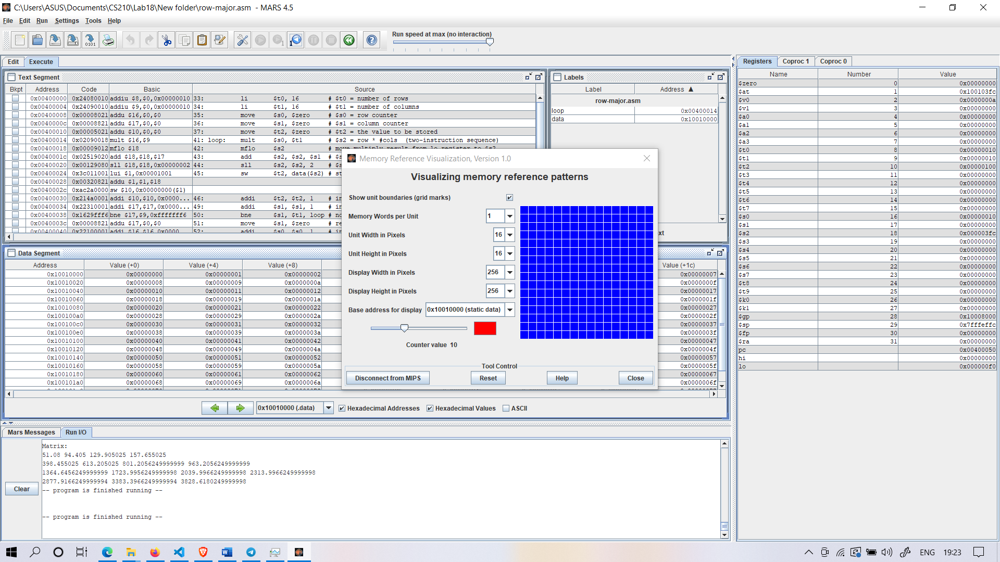 C:\Users\ASUS\Documents\CS210\Lab18\New folder\row-major.asm - MARS 4.5
File Edit Run Settings Tools Help
Run speed at max (no interaction)
Edit Execute
Text Segment
Bkpt Address Code Basic Source
0x00400000 0x24080010 addiu $8,$0,0x00000010 33: li $t0, 16 # $t0 = number of rows
0x00400004 0x24090010 addiu $9,$0,0x00000010 34: li $t1, 16 # $t1 = number of columns
0x00400008 0x00008021 addu $16,$0,$0 35: move $s0, $zero # $s0 = row counter
0x0040000c 0x00008821 addu $17,$0,$0 36: move $s1, $zero # $s1 = column counter
0x00400010 0x00005021 addu $10,$0,$0 37: move $t2, $zero # $t2 = the value to be stored
0x00400014 0x02090018 mult $16,$9 41: loop: mult $s0, $t1 # $s2 = row * #cols (two-instruction sequence)
0x00400018 0x00009012 mflo $18 42: mflo $s2 # move multiply result from lo register to $s2
0x0040001c 0x02519020 add $18,$18,$17 43: add $s2, $s2, $s1 # $s
0x00400020 0x00129080 sll $18,$18,0x00000002 44: sll $s2, $s2, 2 # $s
0x00400024 0x3c011001 lui $1,0x00001001 45: sw $t2, data($s2) # st
0x00400028 0x00320821 addu $1,$1,$18
0x0040002c 0xac2a0000 sw $10,0x00000000($1)
0x00400030 0x214a0001 addi $10,$10,0x0000... 46: addi $t2, $t2, 1 # in
0x00400034 0x22310001 addi $17,$17,0x0000... 49: addi $s1, $s1, 1 # in
0x00400038 0x1629fff6 bne $17,$9,0xfffffff6 50: bne $s1, $t1, loop # no
0x0040003c 0x00008821 addu $17,$0,$0 51: move $s1, $zero # re
0x00400040 0x22100001 addi $16,$16,0x0000... 52: addi $s0, $s0, 1 # in
Labels
Label Address ▲
row-major.asm
loop 0x00400014
data 0x10010000
xt
Memory Reference Visualization, Version 1.0
Visualizing memory reference patterns
Show unit boundaries (grid marks)
Memory Words per Unit 1
Unit Width in Pixels 16
Unit Height in Pixels 16
Display Width in Pixels 256
Display Height in Pixels 256
Base address for display 0x10010000 (static data)
Counter value 10
Tool Control
Disconnect from MIPS Reset Help Close
Data Segment
Address Value (+0) Value (+4) Value (+8) Value (+1c)
0x10010000 0x00000000 0x00000001 0x00000002 0x00000007
0x10010020 0x00000008 0x00000009 0x0000000a 0x0000000f
0x10010040 0x00000010 0x00000011 0x00000012 0x00000017
0x10010060 0x00000018 0x00000019 0x0000001a 0x0000001f
0x10010080 0x00000020 0x00000021 0x00000022 0x00000027
0x100100a0 0x00000028 0x00000029 0x0000002a 0x0000002f
0x100100c0 0x00000030 0x00000031 0x00000032 0x00000037
0x100100e0 0x00000038 0x00000039 0x0000003a 0x0000003f
0x10010100 0x00000040 0x00000041 0x00000042 0x00000047
0x10010120 0x00000048 0x00000049 0x0000004a 0x0000004f
0x10010140 0x00000050 0x00000051 0x00000052 0x00000057
0x10010160 0x00000058 0x00000059 0x0000005a 0x0000005f
0x10010180 0x00000060 0x00000061 0x00000062 0x00000067
0x100101a0 0x00000068 0x00000069 0x0000006a 0x0000006f
0x10010000 (.data) Hexadecimal Addresses Hexadecimal Values ASCII
Mars Messages Run I/O
Clear
Matrix:
51.08 94.405 129.905025 157.655025
398.455025 613.205025 801.2056249999999 963.2056249999999
1364.6456249999999 1723.9956249999998 2039.9966249999998 2313.9966249999998
2877.9166249999994 3383.3966249999994 3828.6180249999998
-- program is finished running --
-- program is finished running --
Registers Coproc 1 Coproc 0
Name Number Value
$zero 0 0x00000000
$at 1 0x100103fc
$v0 2 0x0000000a
$v1 3 0x00000000
$a0 4 0x00000000
$a1 5 0x00000000
$a2 6 0x00000000
$a3 7 0x00000000
$t0 8 0x00000010
$t1 9 0x00000010
$t2 10 0x00000100
$t3 11 0x00000000
$t4 12 0x00000000
$t5 13 0x00000000
$t6 14 0x00000000
$t7 15 0x00000000
$s0 16 0x00000010
$s1 17 0x00000000
$s2 18 0x000003fc
$s3 19 0x00000000
$s4 20 0x00000000
$s5 21 0x00000000
$s6 22 0x00000000
$s7 23 0x00000000
$t8 24 0x00000000
$t9 25 0x00000000
$k0 26 0x00000000
$k1 27 0x00000000
$gp 28 0x10008000
$sp 29 0x7fffeffc
$fp 30 0x00000000
$ra 31 0x00000000
pc 0x00400050
hi 0x00000000
lo 0x000000f0
ENG 19:23